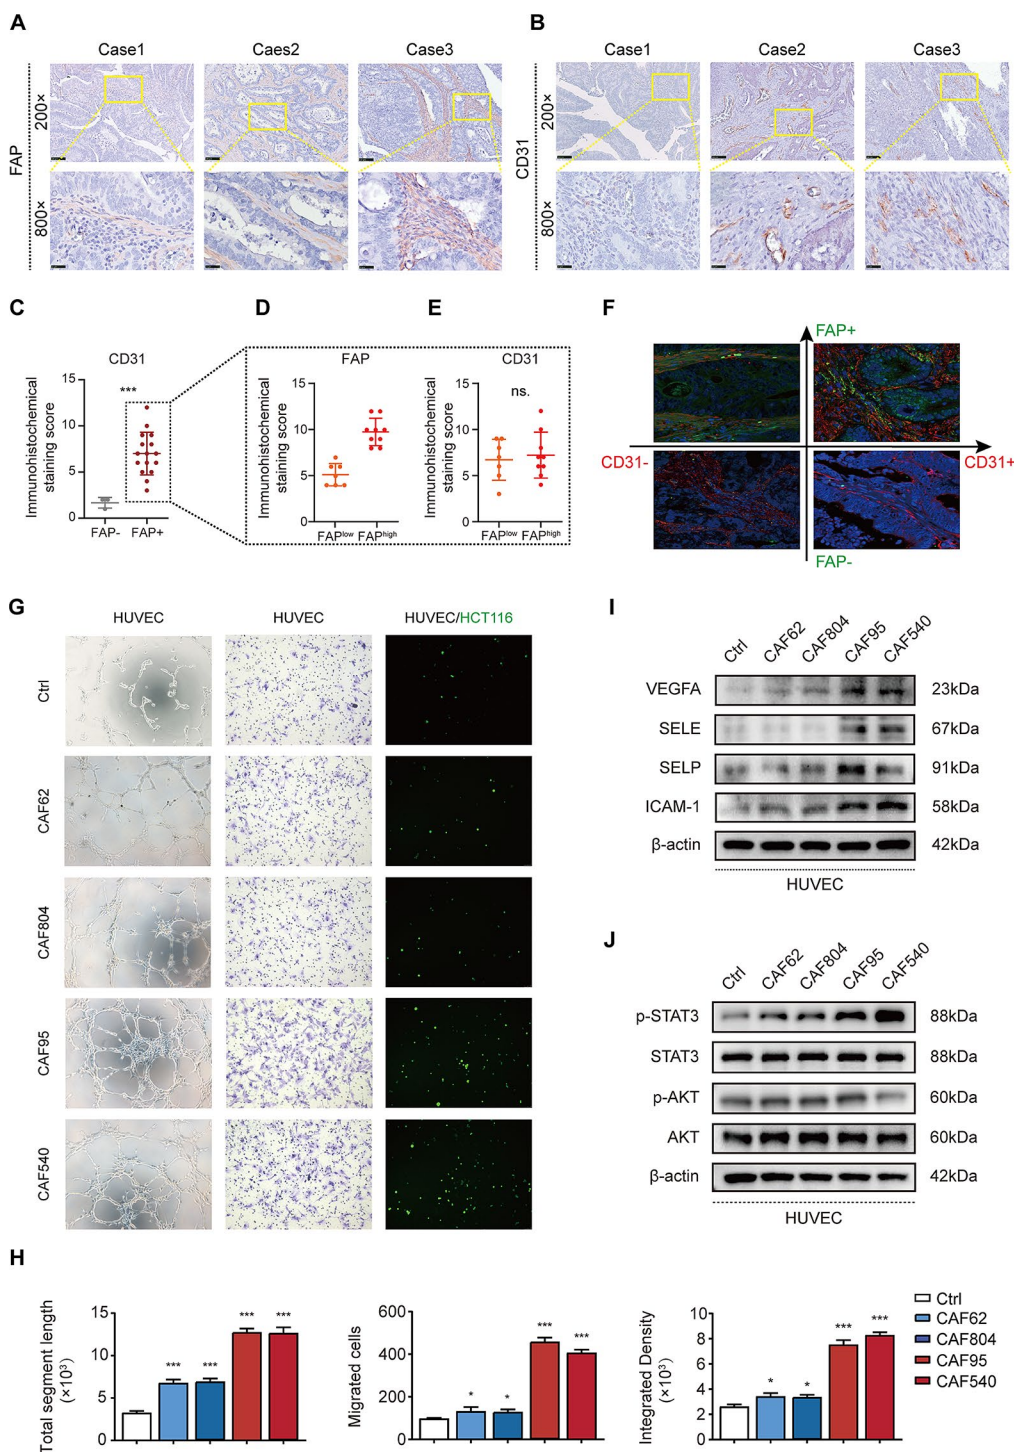 A
Case1
Caes2
Case3
FAP
200×
800×
B
Case1
Case2
Case3
CD31
200×
800×
C
CD31
Immunohistochemical
staining score
15
10
5
0
***
FAP-
FAP+
D
FAP
Immunohistochemical
staining score
15
10
5
0
FAPlow
FAPhigh
E
CD31
Immunohistochemical
staining score
15
10
5
0
ns.
FAPlow
FAPhigh
F
FAP+
CD31-
CD31+
FAP-
G
HUVEC
HUVEC
HUVEC/HCT116
Ctrl
CAF62
CAF804
CAF95
CAF540
I
Ctrl
CAF62
CAF804
CAF95
CAF540
VEGFA
23kDa
SELE
67kDa
SELP
91kDa
ICAM-1
58kDa
β-actin
42kDa
HUVEC
J
Ctrl
CAF62
CAF804
CAF95
CAF540
p-STAT3
88kDa
STAT3
88kDa
p-AKT
60kDa
AKT
60kDa
β-actin
42kDa
HUVEC
H
Total segment length
(×10³)
15
10
5
0
***
***
***
***
Migrated cells
600
400
200
0
*
*
***
***
Integrated Density
(×10³)
10
8
6
4
2
0
*
*
***
***
Ctrl
CAF62
CAF804
CAF95
CAF540